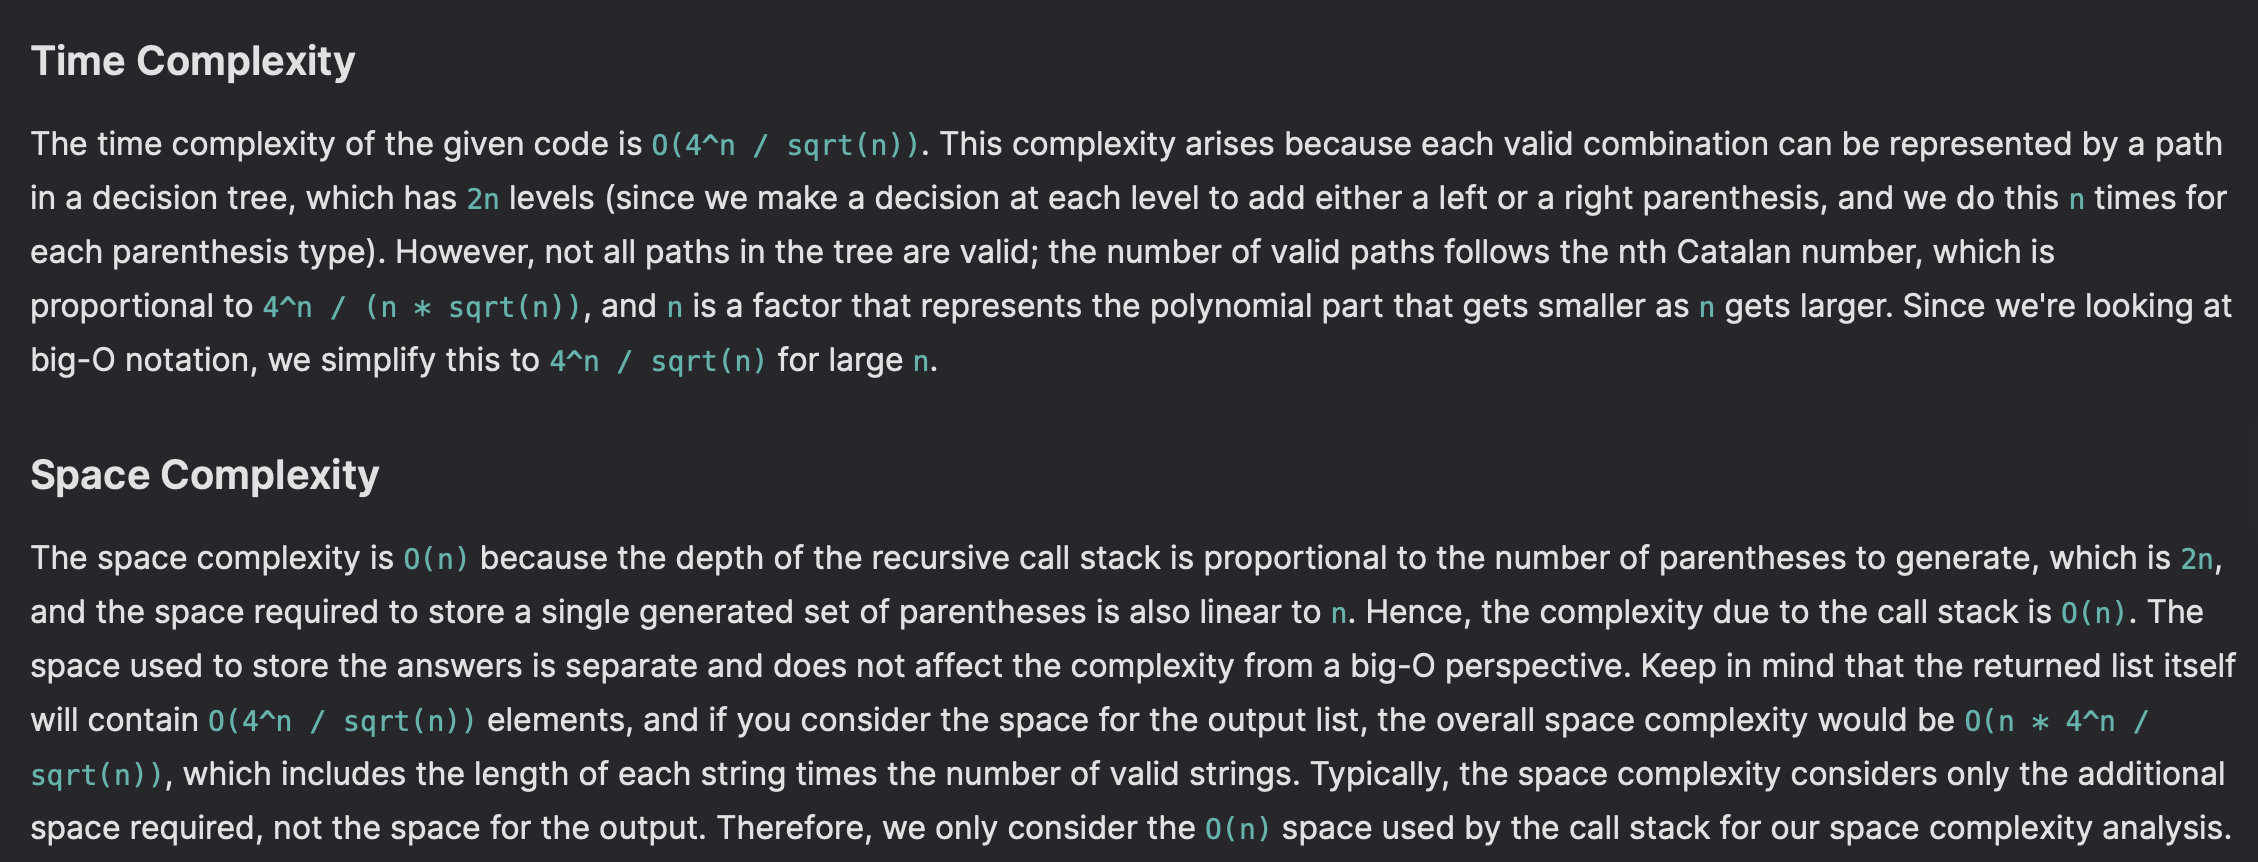 Time Complexity
The time complexity of the given code is O(4^n / sqrt(n)). This complexity arises because each valid combination can be represented by a path
in a decision tree, which has 2n levels (since we make a decision at each level to add either a left or a right parenthesis, and we do this n times for
each parenthesis type). However, not all paths in the tree are valid; the number of valid paths follows the nth Catalan number, which is
proportional to 4^n / (n * sqrt(n)), and n is a factor that represents the polynomial part that gets smaller as n gets larger. Since we're looking at
big-O notation, we simplify this to 4^n / sqrt(n) for large n.
Space Complexity
The space complexity is O(n) because the depth of the recursive call stack is proportional to the number of parentheses to generate, which is 2n,
and the space required to store a single generated set of parentheses is also linear to n. Hence, the complexity due to the call stack is O(n). The
space used to store the answers is separate and does not affect the complexity from a big-O perspective. Keep in mind that the returned list itself
will contain O(4^n / sqrt(n)) elements, and if you consider the space for the output list, the overall space complexity would be O(n * 4^n /
sqrt(n)), which includes the length of each string times the number of valid strings. Typically, the space complexity considers only the additional
space required, not the space for the output. Therefore, we only consider the O(n) space used by the call stack for our space complexity analysis.